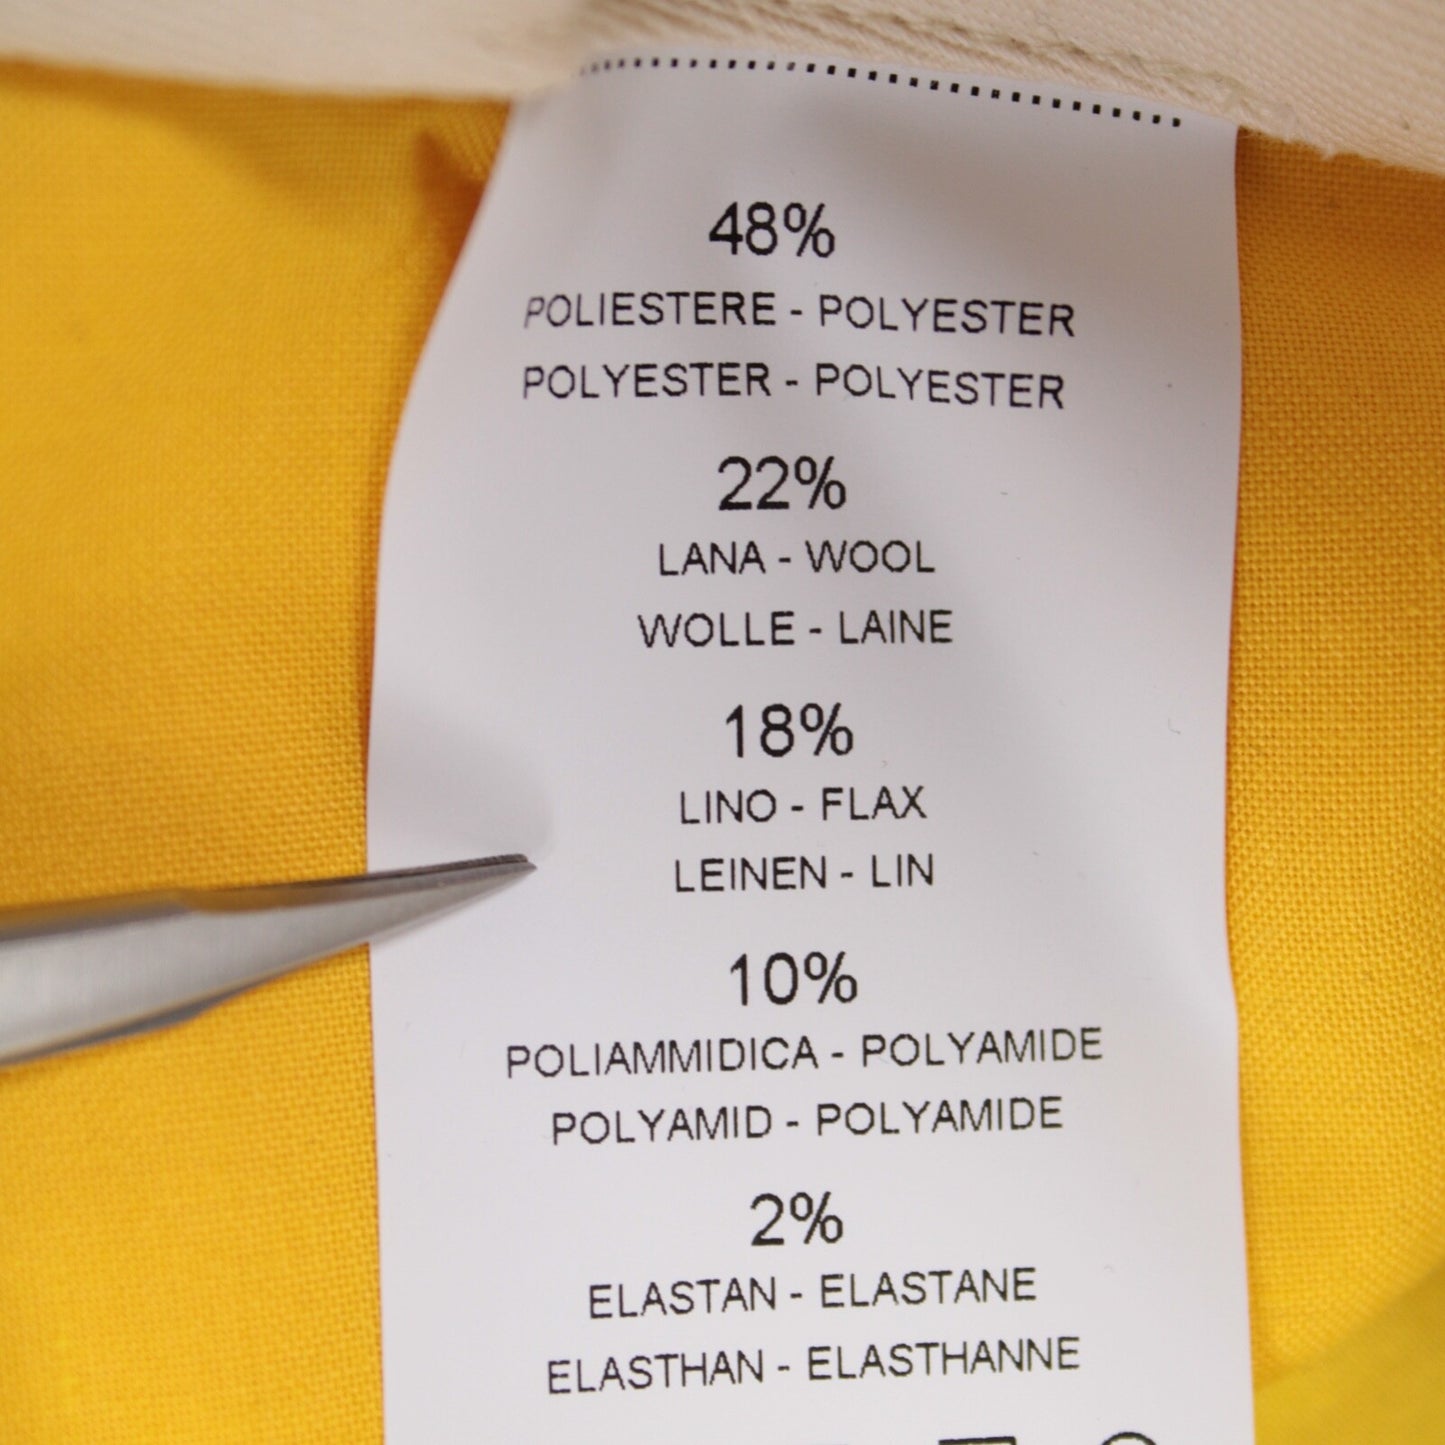 48%
POLIESTERE - POLYESTER
POLYESTER - POLYESTER
22%
LANA - WOOL
WOLLE - LAINE
18%
LINO - FLAX
LEINEN - LIN
10%
POLIAMMIDICA - POLYAMIDE
POLYAMID - POLYAMIDE
2%
ELASTAN - ELASTANE
ELASTHAN - ELASTHANNE